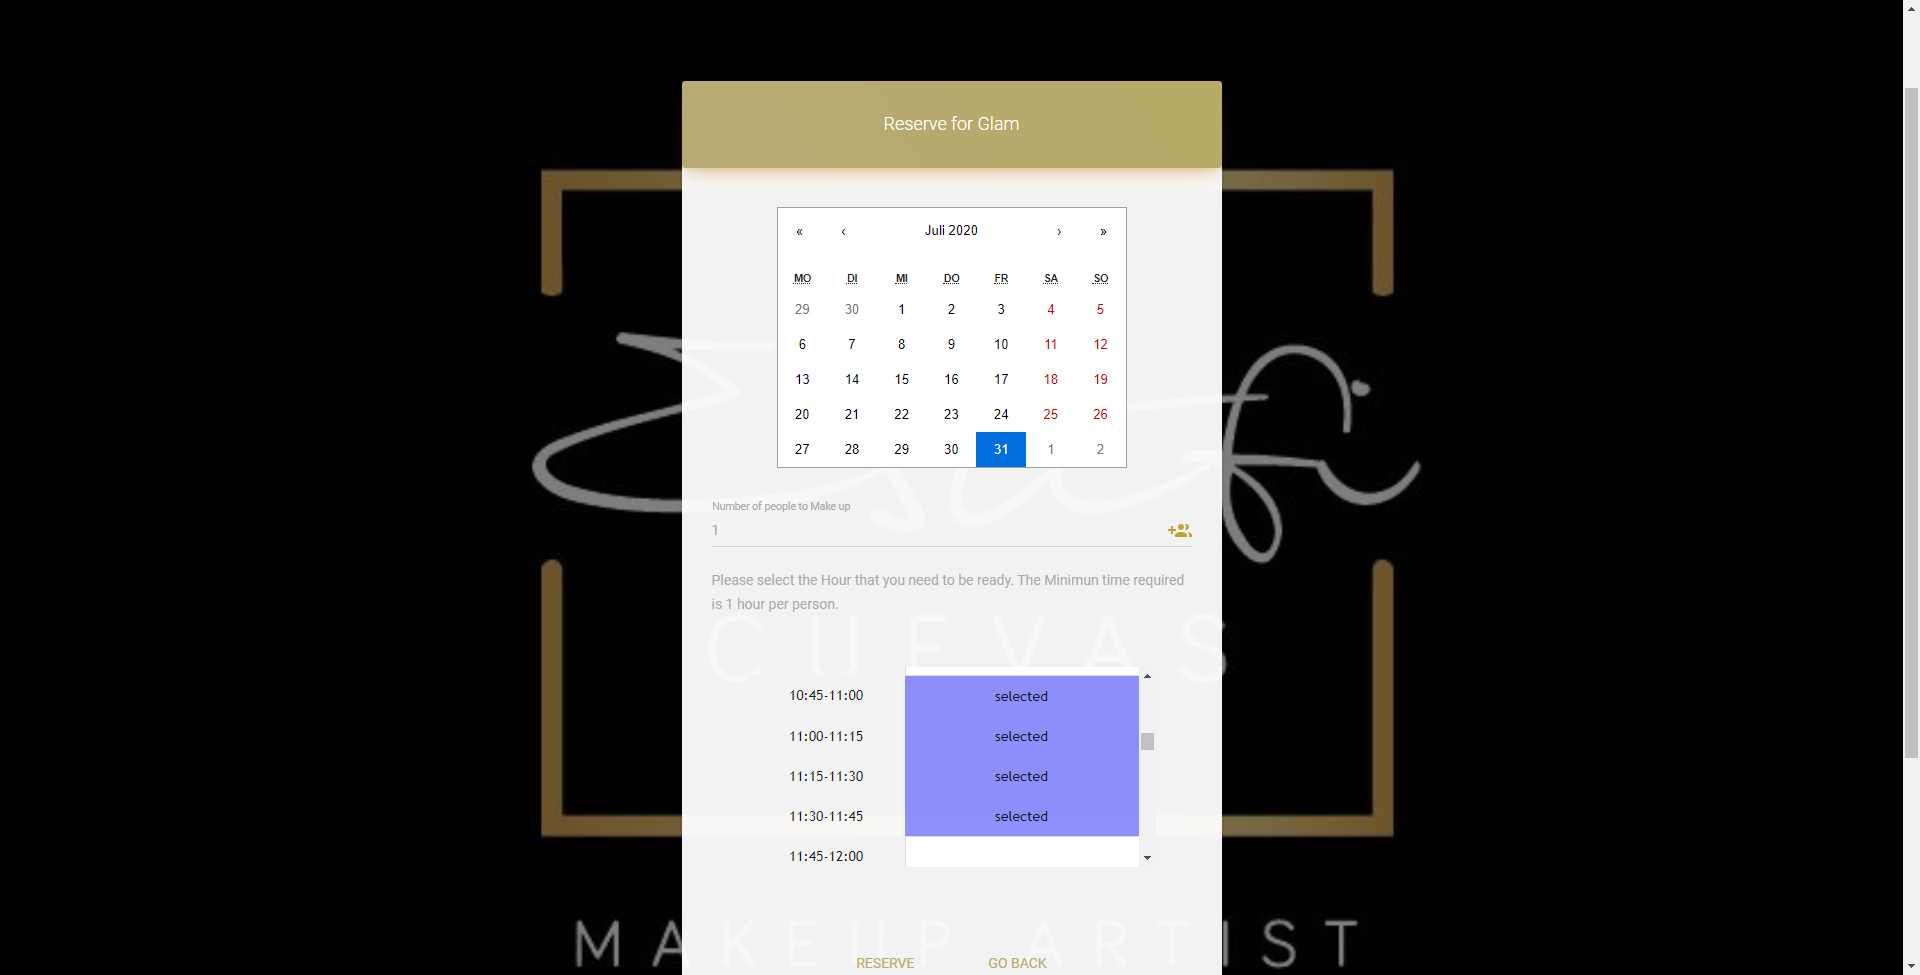 Reserve for Glam
« ‹ Juli 2020 › »
MO DI MI DO FR SA SO
29 30 1 2 3 4 5
6 7 8 9 10 11 12
13 14 15 16 17 18 19
20 21 22 23 24 25 26
27 28 29 30 31 1 2
Number of people to Make up
1
Please select the Hour that you need to be ready. The Minimun time required
is 1 hour per person.
CUEVAS
10:45-11:00 selected
11:00-11:15 selected
11:15-11:30 selected
11:30-11:45 selected
11:45-12:00
MAKEUP ARTIST
RESERVE GO BACK